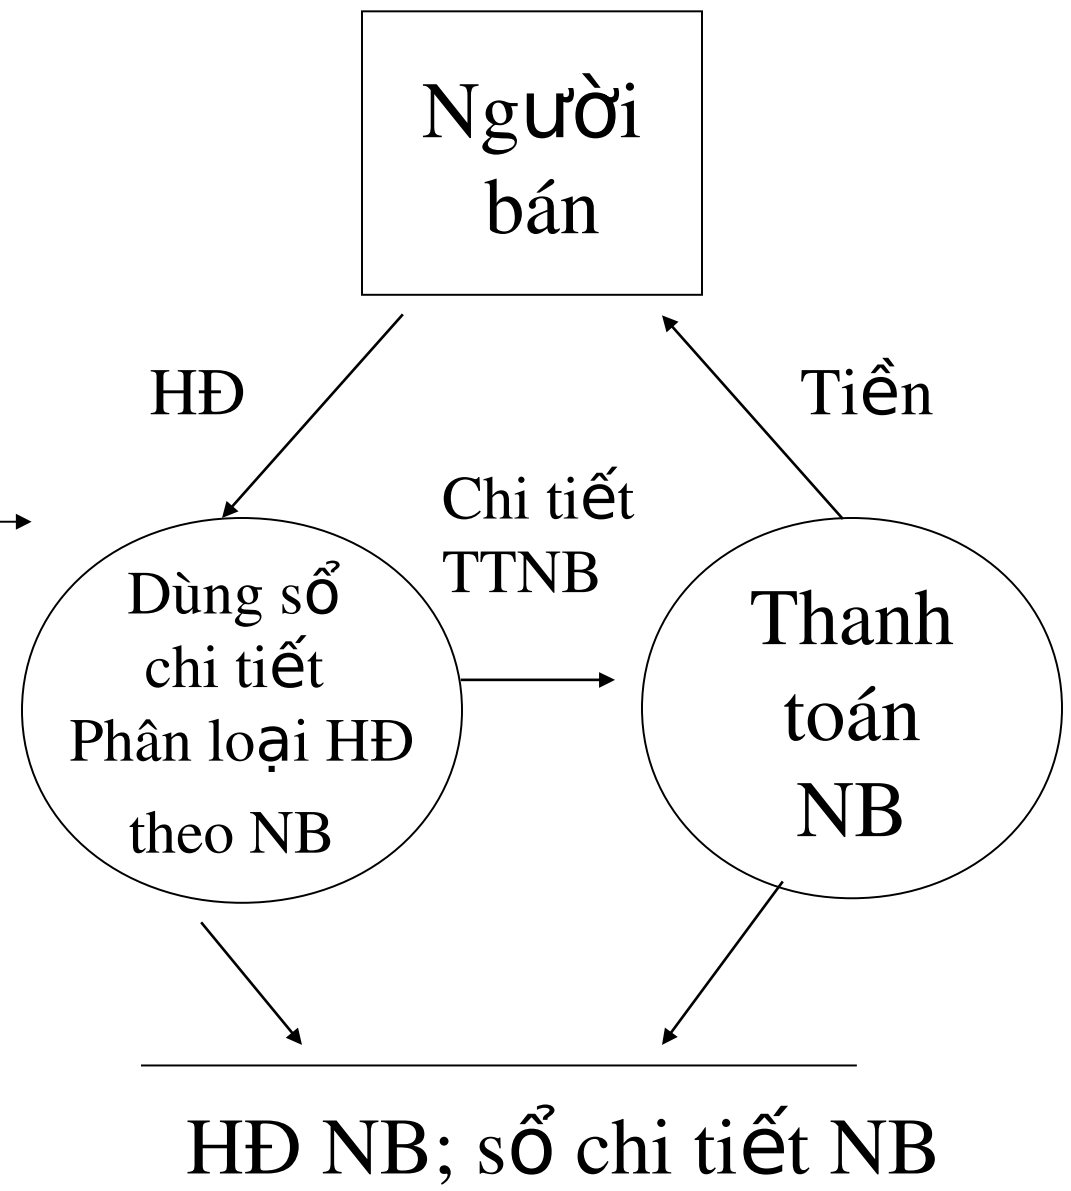 Người
bán
HĐ
Tiền
Chi tiết
TTNB
Dùng sổ
chi tiết
Phân loại HĐ
theo NB
Thanh
toán
NB
HĐ NB; sổ chi tiết NB